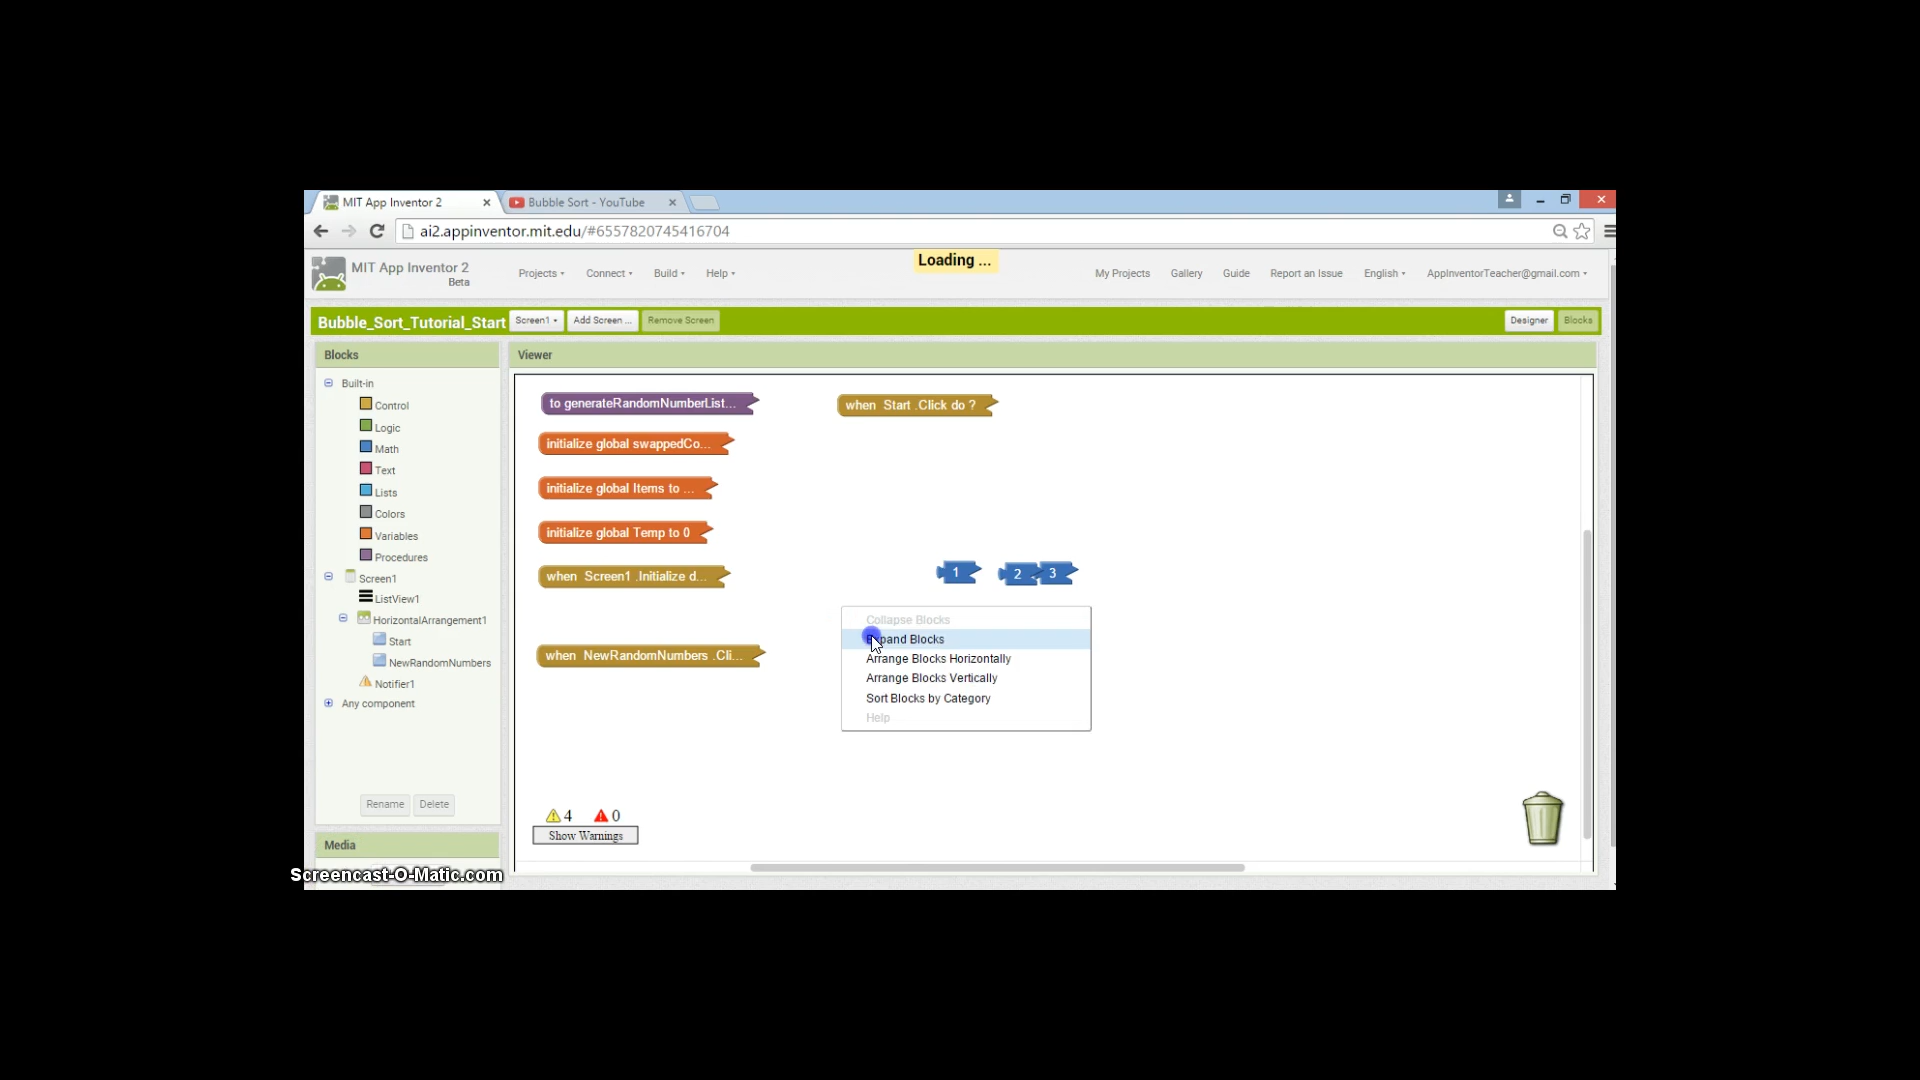 MIT App Inventor 2
Bubble Sort - YouTube
ai2.appinventor.mit.edu/#6557820745416704
MIT App Inventor 2
Beta
Projects
Connect
Build
Help
Loading ...
My Projects
Gallery
Guide
Report an Issue
English
AppInventorTeacher@gmail.com
Bubble_Sort_Tutorial_Start
Screen1
Add Screen ...
Remove Screen
Designer
Blocks
Blocks
Built-in
Control
Logic
Math
Text
Lists
Colors
Variables
Procedures
Screen1
ListView1
HorizontalArrangement1
Start
NewRandomNumbers
Notifier1
Any component
Rename
Delete
Media
Viewer
to generateRandomNumberList...
when Start .Click do ?
initialize global swappedCo...
initialize global Items to ...
initialize global Temp to 0
when Screen1 .Initialize d...
1
2
3
when NewRandomNumbers .Cli...
Collapse Blocks
Expand Blocks
Arrange Blocks Horizontally
Arrange Blocks Vertically
Sort Blocks by Category
Help
4
0
Show Warnings
Screencast-O-Matic.com